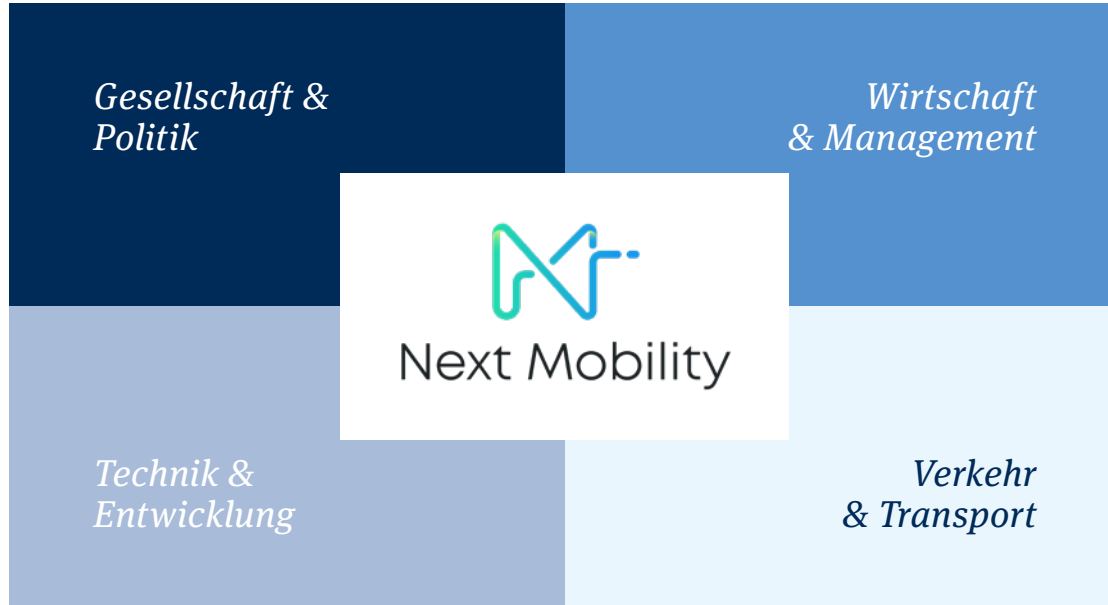 Gesellschaft &
Politik
Wirtschaft
& Management
Next Mobility
Technik &
Entwicklung
Verkehr
& Transport